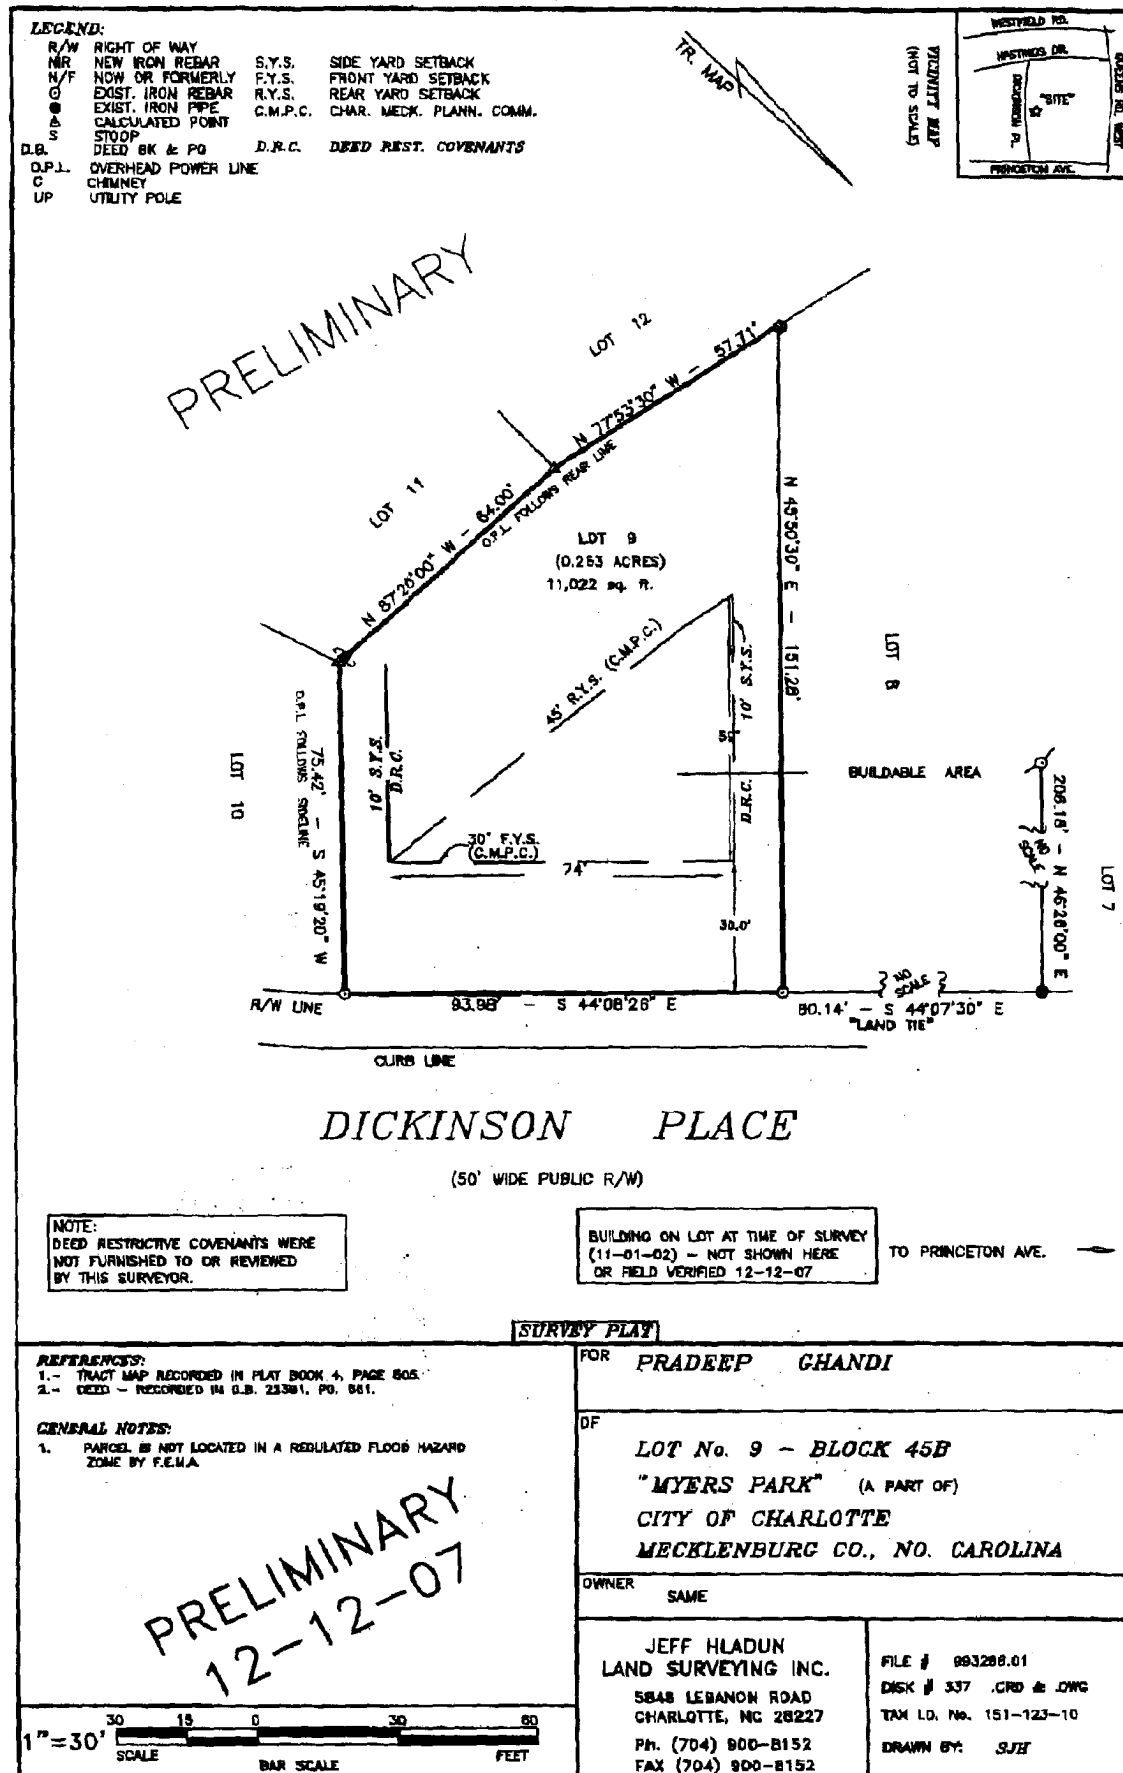 LEGEND:
R/W RIGHT OF WAY
NIR NEW IRON REBAR
N/F NOW OR FORMERLY
EXIST. IRON REBAR
EXIST. IRON PIPE
CALCULATED POINT
S STOOP
D.B. DEED BK & PG
O.P.L. OVERHEAD POWER LINE
C CHIMNEY
UP UTILITY POLE
S.Y.S. SIDE YARD SETBACK
F.Y.S. FRONT YARD SETBACK
R.Y.S. REAR YARD SETBACK
C.M.P.C. CHAR. MECK. PLANN. COMM.
D.R.C. DEED REST. COVENANTS
TR. MAP
VICINITY MAP
(NOT TO SCALE)
WESTFIELD RD.
HASTINGS DR.
QUEENS RD. WEST
DICKINSON PL.
"SITE"
PRINCETON AVE.
PRELIMINARY
LOT 12
N 77°53'30" W - 57.71'
LOT 11
N 87°20'00" W - 64.00'
O.P.L. FOLLOWS REAR LINE
LOT 9
(0.253 ACRES)
11,022 sq. ft.
N 45°50'30" E - 151.28'
45' R.Y.S. (C.M.P.C.)
10' S.Y.S.
D.R.C.
10' S.Y.S.
D.R.C.
LOT 8
BUILDABLE AREA
LOT 10
O.P.L. FOLLOWS SIDELINE
75.42' - S 45°19'20" W
30' F.Y.S.
(C.M.P.C.)
74'
30.0'
206.18' - N 46°28'00" E
NO SCALE
LOT 7
NO SCALE
R/W LINE
93.98' - S 44°08'26" E
80.14' - S 44°07'30" E
"LAND TIE"
CURB LINE
DICKINSON PLACE
(50' WIDE PUBLIC R/W)
NOTE:
DEED RESTRICTIVE COVENANTS WERE
NOT FURNISHED TO OR REVIEWED
BY THIS SURVEYOR.
BUILDING ON LOT AT TIME OF SURVEY
(11-01-02) - NOT SHOWN HERE
OR FIELD VERIFIED 12-12-07
TO PRINCETON AVE.
SURVEY PLAT
REFERENCES:
1.- TRACT MAP RECORDED IN PLAT BOOK 4, PAGE 805.
2.- DEED - RECORDED IN D.B. 23381, PG. 661.
GENERAL NOTES:
1. PARCEL IS NOT LOCATED IN A REGULATED FLOOD HAZARD
ZONE BY F.E.M.A.
PRELIMINARY
12-12-07
FOR PRADEEP GHANDI
OF
LOT No. 9 - BLOCK 45B
"MYERS PARK" (A PART OF)
CITY OF CHARLOTTE
MECKLENBURG CO., NO. CAROLINA
OWNER SAME
JEFF HLADUN
LAND SURVEYING INC.
5848 LEBANON ROAD
CHARLOTTE, NC 28227
Ph. (704) 900-8152
FAX (704) 900-8152
FILE # 993286.01
DISK # 337 .CRD & .DWG
TAX I.D. No. 151-123-10
DRAWN BY: SJH
1"=30'
30 15 0 30 60
SCALE BAR SCALE FEET